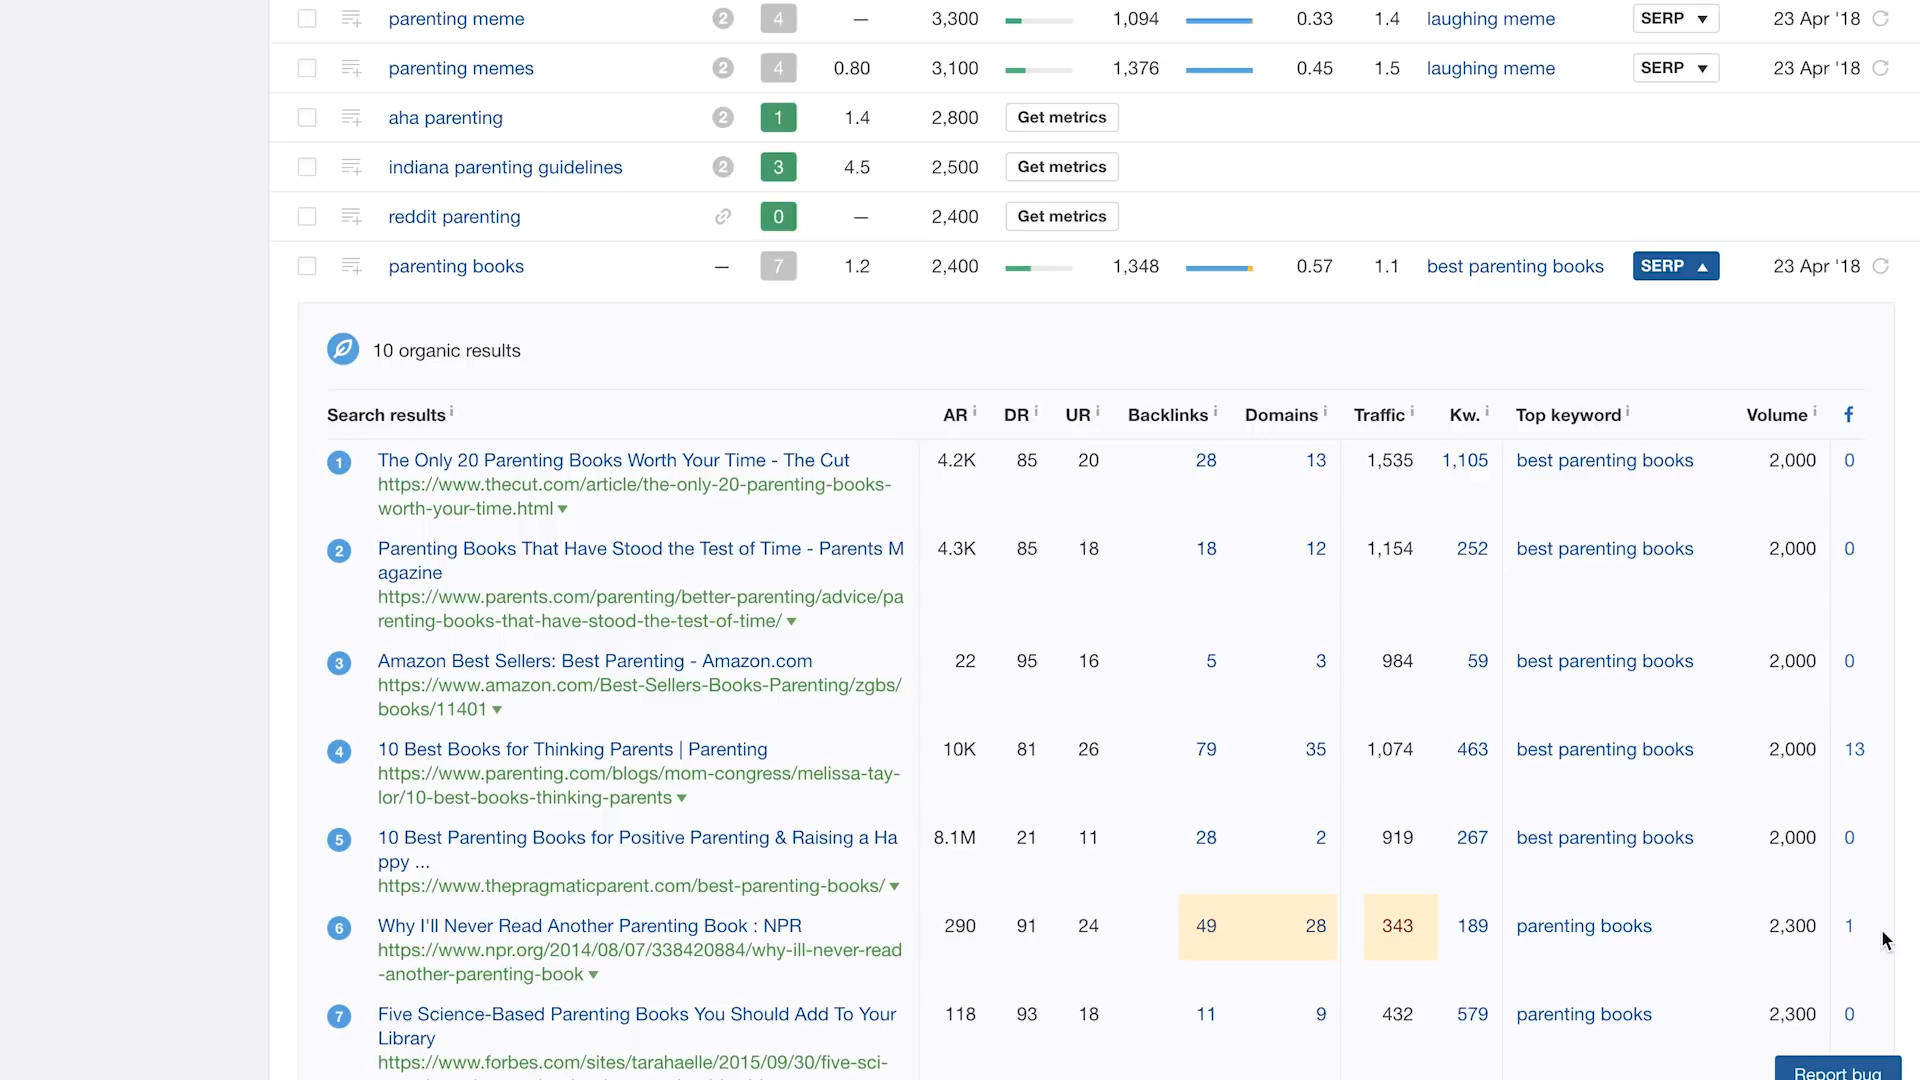 parenting meme 2 4 — 3,300 1,094 0.33 1.4 laughing meme SERP ▼ 23 Apr '18
parenting memes 2 4 0.80 3,100 1,376 0.45 1.5 laughing meme SERP ▼ 23 Apr '18
aha parenting 2 1 1.4 2,800 Get metrics
indiana parenting guidelines 2 3 4.5 2,500 Get metrics
reddit parenting 0 — 2,400 Get metrics
parenting books — 7 1.2 2,400 1,348 0.57 1.1 best parenting books SERP ▲ 23 Apr '18
10 organic results
Search results i AR i DR i UR i Backlinks i Domains i Traffic i Kw. i Top keyword i Volume i f
1 The Only 20 Parenting Books Worth Your Time - The Cut 4.2K 85 20 28 13 1,535 1,105 best parenting books 2,000 0
https://www.thecut.com/article/the-only-20-parenting-books-
worth-your-time.html ▼
2 Parenting Books That Have Stood the Test of Time - Parents M 4.3K 85 18 18 12 1,154 252 best parenting books 2,000 0
agazine
https://www.parents.com/parenting/better-parenting/advice/pa
renting-books-that-have-stood-the-test-of-time/ ▼
3 Amazon Best Sellers: Best Parenting - Amazon.com 22 95 16 5 3 984 59 best parenting books 2,000 0
https://www.amazon.com/Best-Sellers-Books-Parenting/zgbs/
books/11401 ▼
4 10 Best Books for Thinking Parents | Parenting 10K 81 26 79 35 1,074 463 best parenting books 2,000 13
https://www.parenting.com/blogs/mom-congress/melissa-tay-
lor/10-best-books-thinking-parents ▼
5 10 Best Parenting Books for Positive Parenting & Raising a Ha 8.1M 21 11 28 2 919 267 best parenting books 2,000 0
ppy ...
https://www.thepragmaticparent.com/best-parenting-books/ ▼
6 Why I'll Never Read Another Parenting Book : NPR 290 91 24 49 28 343 189 parenting books 2,300 1
https://www.npr.org/2014/08/07/338420884/why-ill-never-read
-another-parenting-book ▼
7 Five Science-Based Parenting Books You Should Add To Your 118 93 18 11 9 432 579 parenting books 2,300 0
Library
https://www.forbes.com/sites/tarahaelle/2015/09/30/five-sci-
Report bug